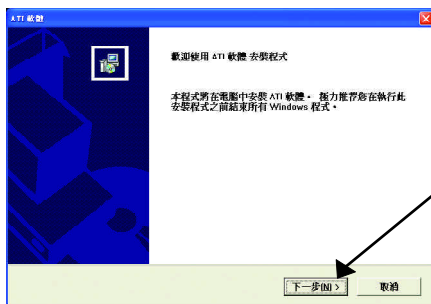 ATI 軟體
歡迎使用 ATI 軟體 安裝程式
本程式將在電腦中安裝 ATI 軟體。 極力推荐您在執行此
安裝程式之前結束所有 Windows 程式。
下一步(N) >
取消